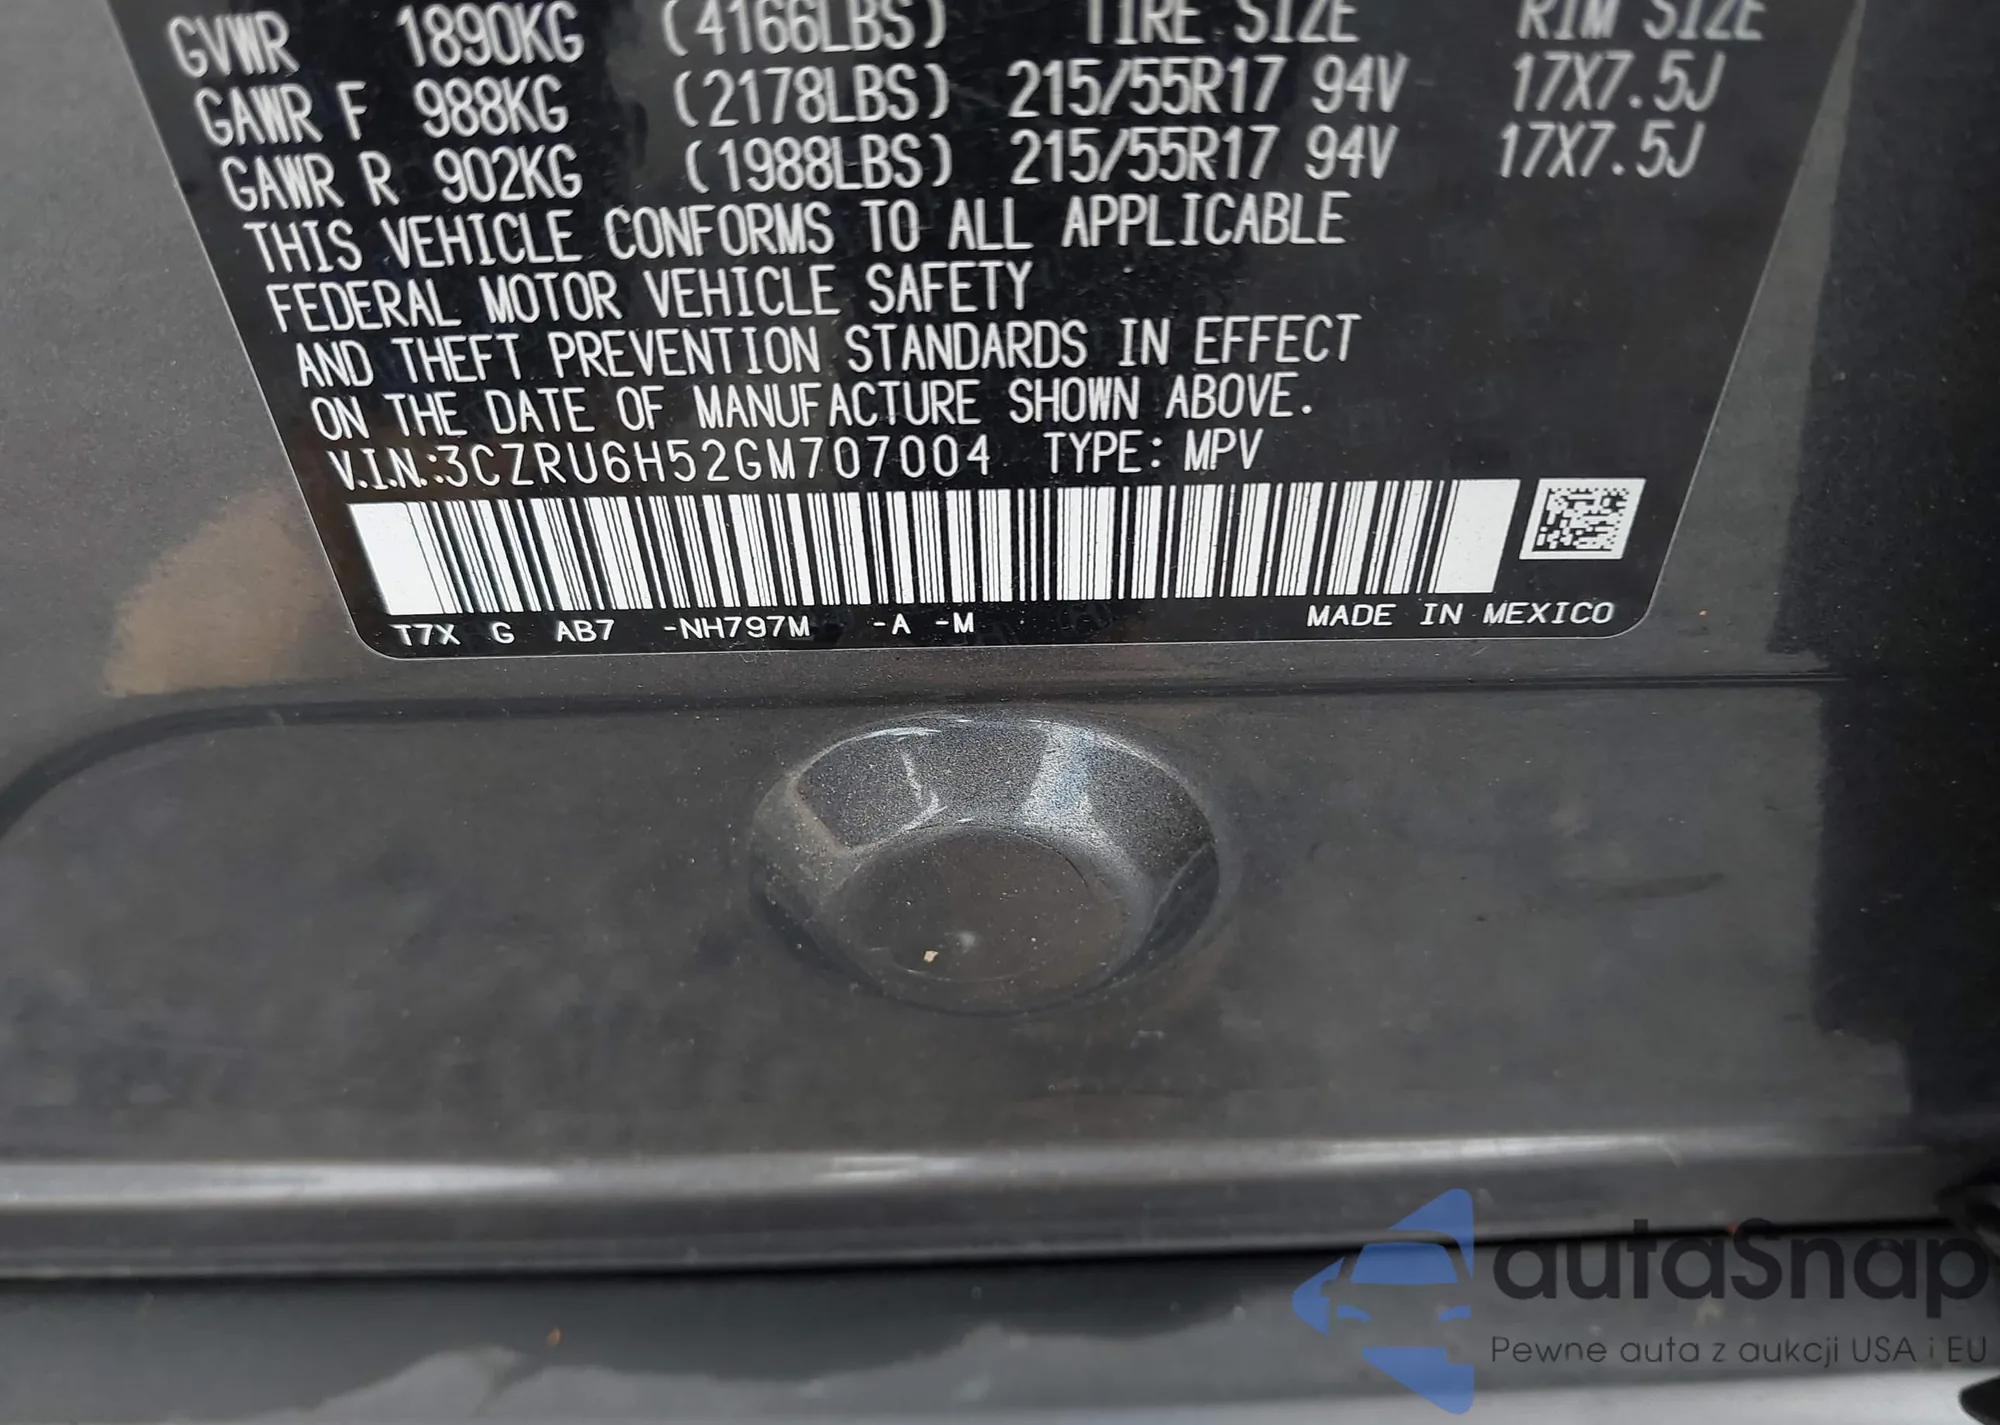 GVWR 1890KG (4166LBS) TIRE SIZE RIM SIZE
GAWR F 988KG (2178LBS) 215/55R17 94V 17X7.5J
GAWR R 902KG (1988LBS) 215/55R17 94V 17X7.5J
THIS VEHICLE CONFORMS TO ALL APPLICABLE
FEDERAL MOTOR VEHICLE SAFETY
AND THEFT PREVENTION STANDARDS IN EFFECT
ON THE DATE OF MANUFACTURE SHOWN ABOVE.
V.I.N.:3CZRU6H52GM707004 TYPE: MPV
T7X G AB7 -NH797M -A -M MADE IN MEXICO
autaSnap
Pewne auta z aukcji USA i EU